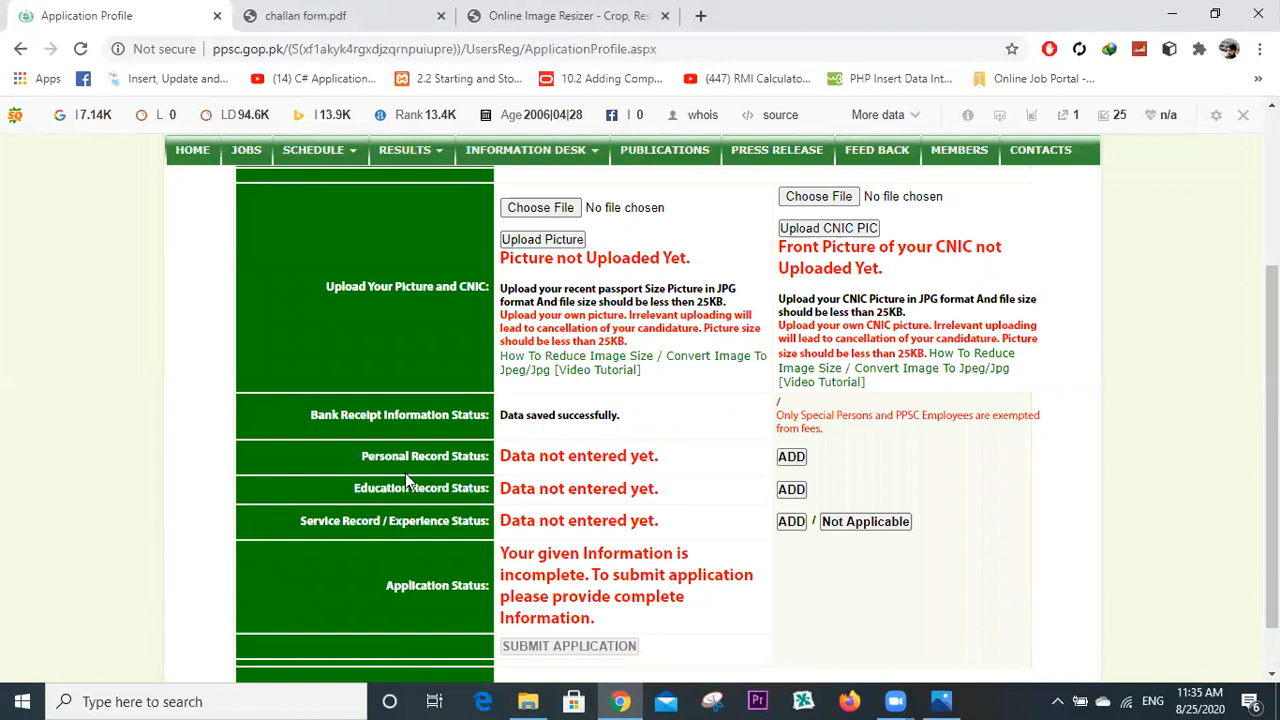 Application Profile
challan form.pdf
Online Image Resizer - Crop, Res
Not secure
ppsc.gop.pk/(S(xf1akyk4rgxdjzqrnpuiupre))/UsersReg/ApplicationProfile.aspx
Apps
Insert, Update and...
(14) C# Application...
2.2 Starting and Sto...
10.2 Adding Comp...
(447) RMI Calculato...
PHP Insert Data Int...
Online Job Portal -...
I 7.14K
L 0
LD 94.6K
I 13.9K
Rank 13.4K
Age 2006|04|28
I 0
whois
source
More data
1
25
n/a
HOME
JOBS
SCHEDULE
RESULTS
INFORMATION DESK
PUBLICATIONS
PRESS RELEASE
FEED BACK
MEMBERS
CONTACTS
Upload Your Picture and CNIC:
Choose File No file chosen
Upload Picture
Picture not Uploaded Yet.
Upload your recent passport Size Picture in JPG
format And file size should be less then 25KB.
Upload your own picture. Irrelevant uploading will
lead to cancellation of your candidature. Picture size
should be less than 25KB.
How To Reduce Image Size / Convert Image To
Jpeg/Jpg [Video Tutorial]
Choose File No file chosen
Upload CNIC PIC
Front Picture of your CNIC not
Uploaded Yet.
Upload your CNIC Picture in JPG format And file size
should be less than 25KB.
Upload your own CNIC picture. Irrelevant uploading
will lead to cancellation of your candidature. Picture
size should be less than 25KB. How To Reduce
Image Size / Convert Image To Jpeg/Jpg
[Video Tutorial]
Bank Receipt Information Status:
Data saved successfully.
/
Only Special Persons and PPSC Employees are exempted
from fees.
Personal Record Status:
Data not entered yet.
ADD
Education Record Status:
Data not entered yet.
ADD
Service Record / Experience Status:
Data not entered yet.
ADD / Not Applicable
Application Status:
Your given Information is
incomplete. To submit application
please provide complete
Information.
SUBMIT APPLICATION
Type here to search
ENG
11:35 AM
8/25/2020
6